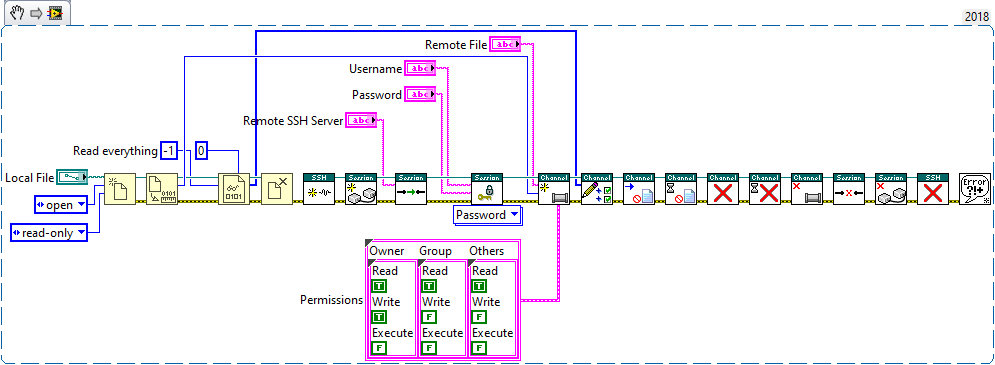 2018
Remote File
abc
Username
abc
Password
abc
Remote SSH Server
abc
Read everything
-1
0
Local File
open
read-only
0101
0101
SSH
Session
Session
Session
Channel
Channel
Channel
Channel
Channel
Channel
Channel
Session
Session
SSH
Error
?!
Password
Permissions
Owner Group Others
Read Read Read
T T T
Write Write Write
T F F
Execute Execute Execute
F F F